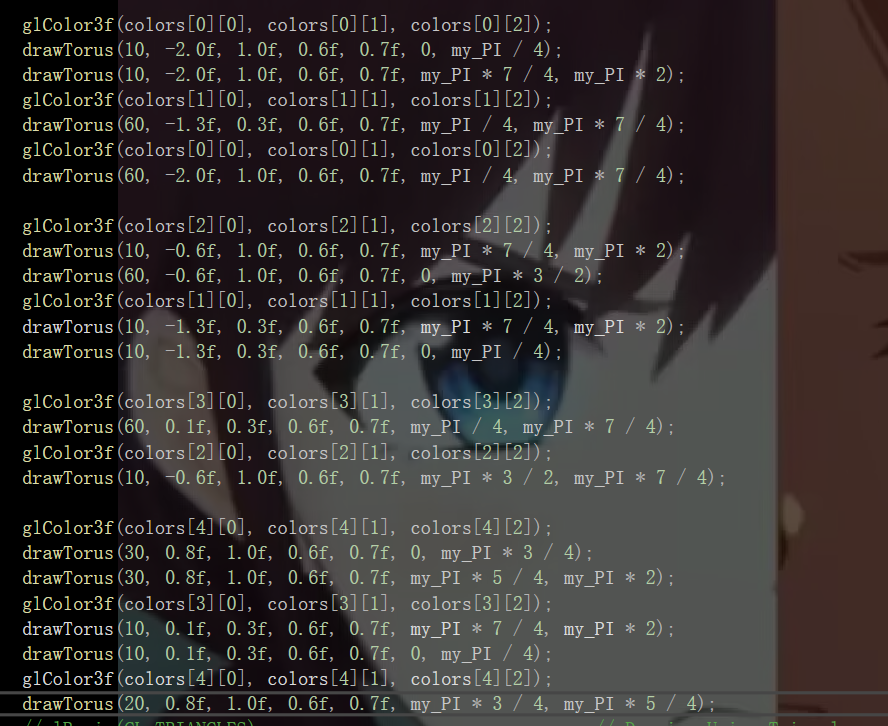 glColor3f(colors[0][0], colors[0][1], colors[0][2]);
drawTorus(10, -2.0f, 1.0f, 0.6f, 0.7f, 0, my_PI / 4);
drawTorus(10, -2.0f, 1.0f, 0.6f, 0.7f, my_PI * 7 / 4, my_PI * 2);
glColor3f(colors[1][0], colors[1][1], colors[1][2]);
drawTorus(60, -1.3f, 0.3f, 0.6f, 0.7f, my_PI / 4, my_PI * 7 / 4);
glColor3f(colors[0][0], colors[0][1], colors[0][2]);
drawTorus(60, -2.0f, 1.0f, 0.6f, 0.7f, my_PI / 4, my_PI * 7 / 4);
glColor3f(colors[2][0], colors[2][1], colors[2][2]);
drawTorus(10, -0.6f, 1.0f, 0.6f, 0.7f, my_PI * 7 / 4, my_PI * 2);
drawTorus(60, -0.6f, 1.0f, 0.6f, 0.7f, 0, my_PI * 3 / 2);
glColor3f(colors[1][0], colors[1][1], colors[1][2]);
drawTorus(10, -1.3f, 0.3f, 0.6f, 0.7f, my_PI * 7 / 4, my_PI * 2);
drawTorus(10, -1.3f, 0.3f, 0.6f, 0.7f, 0, my_PI / 4);
glColor3f(colors[3][0], colors[3][1], colors[3][2]);
drawTorus(60, 0.1f, 0.3f, 0.6f, 0.7f, my_PI / 4, my_PI * 7 / 4);
glColor3f(colors[2][0], colors[2][1], colors[2][2]);
drawTorus(10, -0.6f, 1.0f, 0.6f, 0.7f, my_PI * 3 / 2, my_PI * 7 / 4);
glColor3f(colors[4][0], colors[4][1], colors[4][2]);
drawTorus(30, 0.8f, 1.0f, 0.6f, 0.7f, 0, my_PI * 3 / 4);
drawTorus(30, 0.8f, 1.0f, 0.6f, 0.7f, my_PI * 5 / 4, my_PI * 2);
glColor3f(colors[3][0], colors[3][1], colors[3][2]);
drawTorus(10, 0.1f, 0.3f, 0.6f, 0.7f, my_PI * 7 / 4, my_PI * 2);
drawTorus(10, 0.1f, 0.3f, 0.6f, 0.7f, 0, my_PI / 4);
glColor3f(colors[4][0], colors[4][1], colors[4][2]);
drawTorus(20, 0.8f, 1.0f, 0.6f, 0.7f, my_PI * 3 / 4, my_PI * 5 / 4);